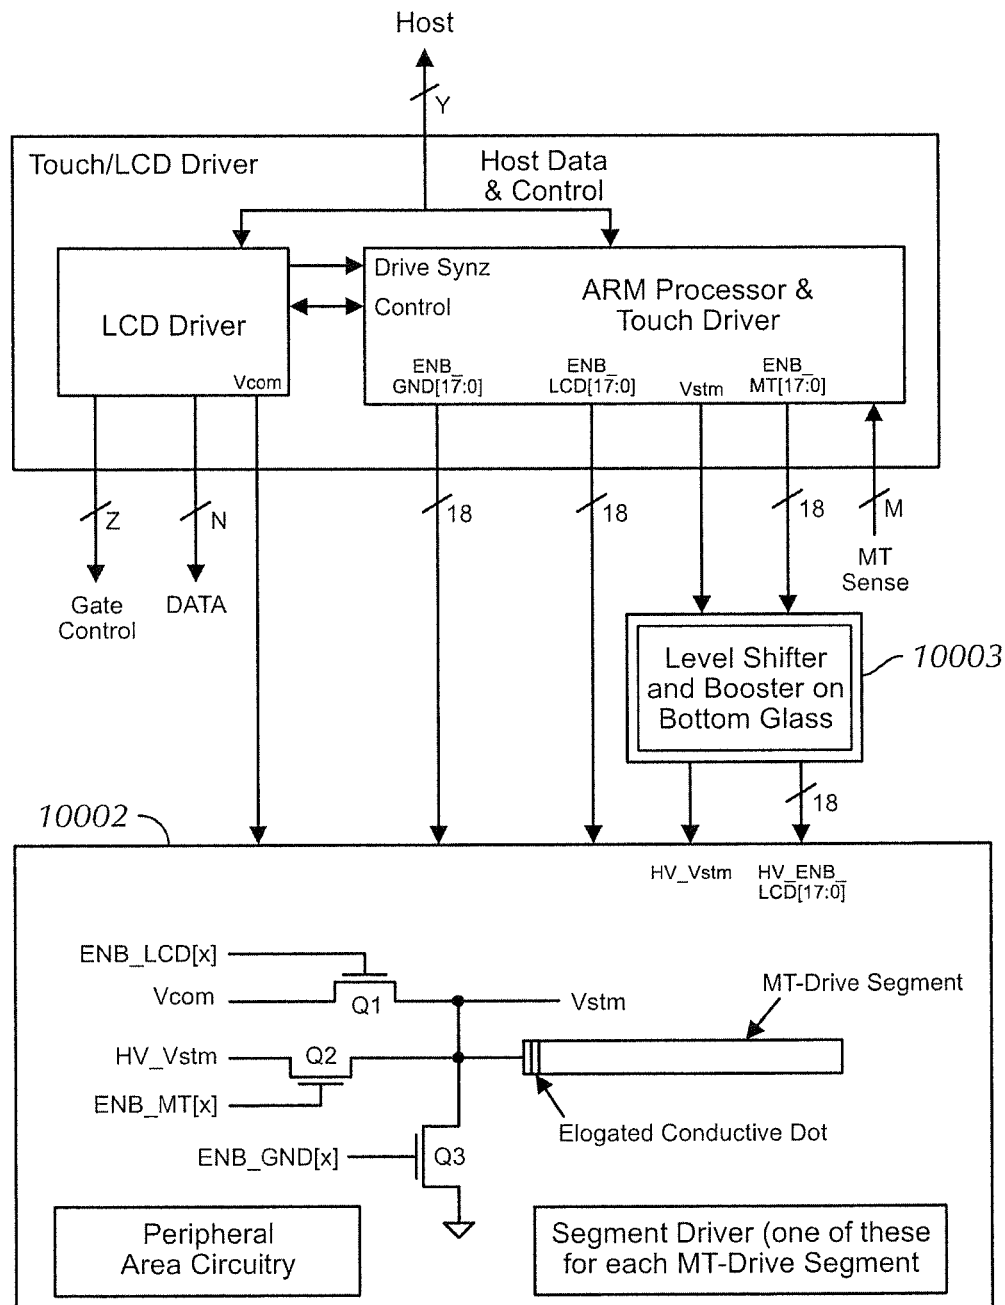 Host
Y
Touch/LCD Driver
Host Data
& Control
LCD Driver
Vcom
Drive Synz
Control
ARM Processor &
Touch Driver
ENB_
GND[17:0]
ENB_
LCD[17:0]
Vstm
ENB_
MT[17:0]
Z
N
18
18
18
M
Gate
Control
DATA
MT
Sense
Level Shifter
and Booster on
Bottom Glass
10003
18
10002
HV_Vstm
HV_ENB_
LCD[17:0]
ENB_LCD[x]
Vcom
Q1
Vstm
MT-Drive Segment
HV_Vstm
Q2
ENB_MT[x]
Elogated Conductive Dot
ENB_GND[x]
Q3
Peripheral
Area Circuitry
Segment Driver (one of these
for each MT-Drive Segment